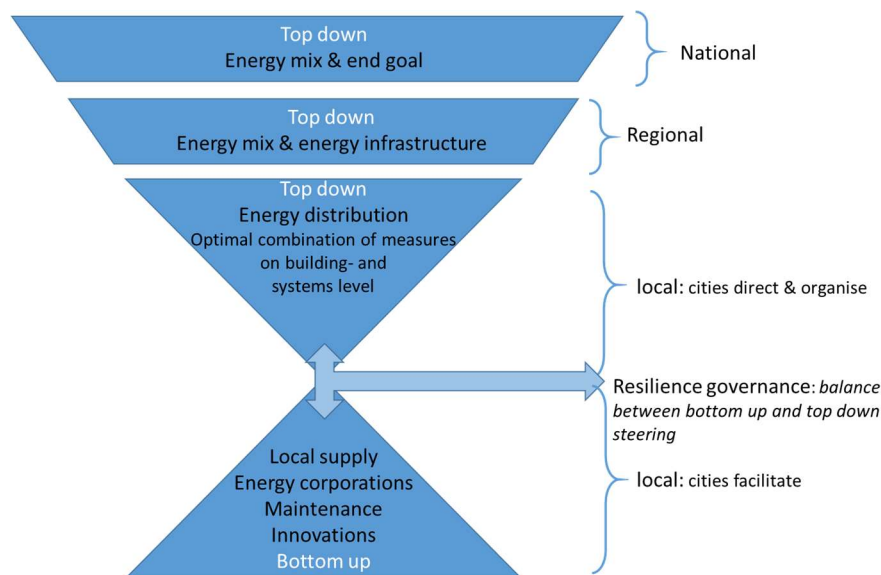 Top down
Energy mix & end goal
National
Top down
Energy mix & energy infrastructure
Regional
Top down
Energy distribution
Optimal combination of measures
on building- and
systems level
local: cities direct & organise
Resilience governance: balance
between bottom up and top down
steering
Local supply
Energy corporations
Maintenance
Innovations
Bottom up
local: cities facilitate